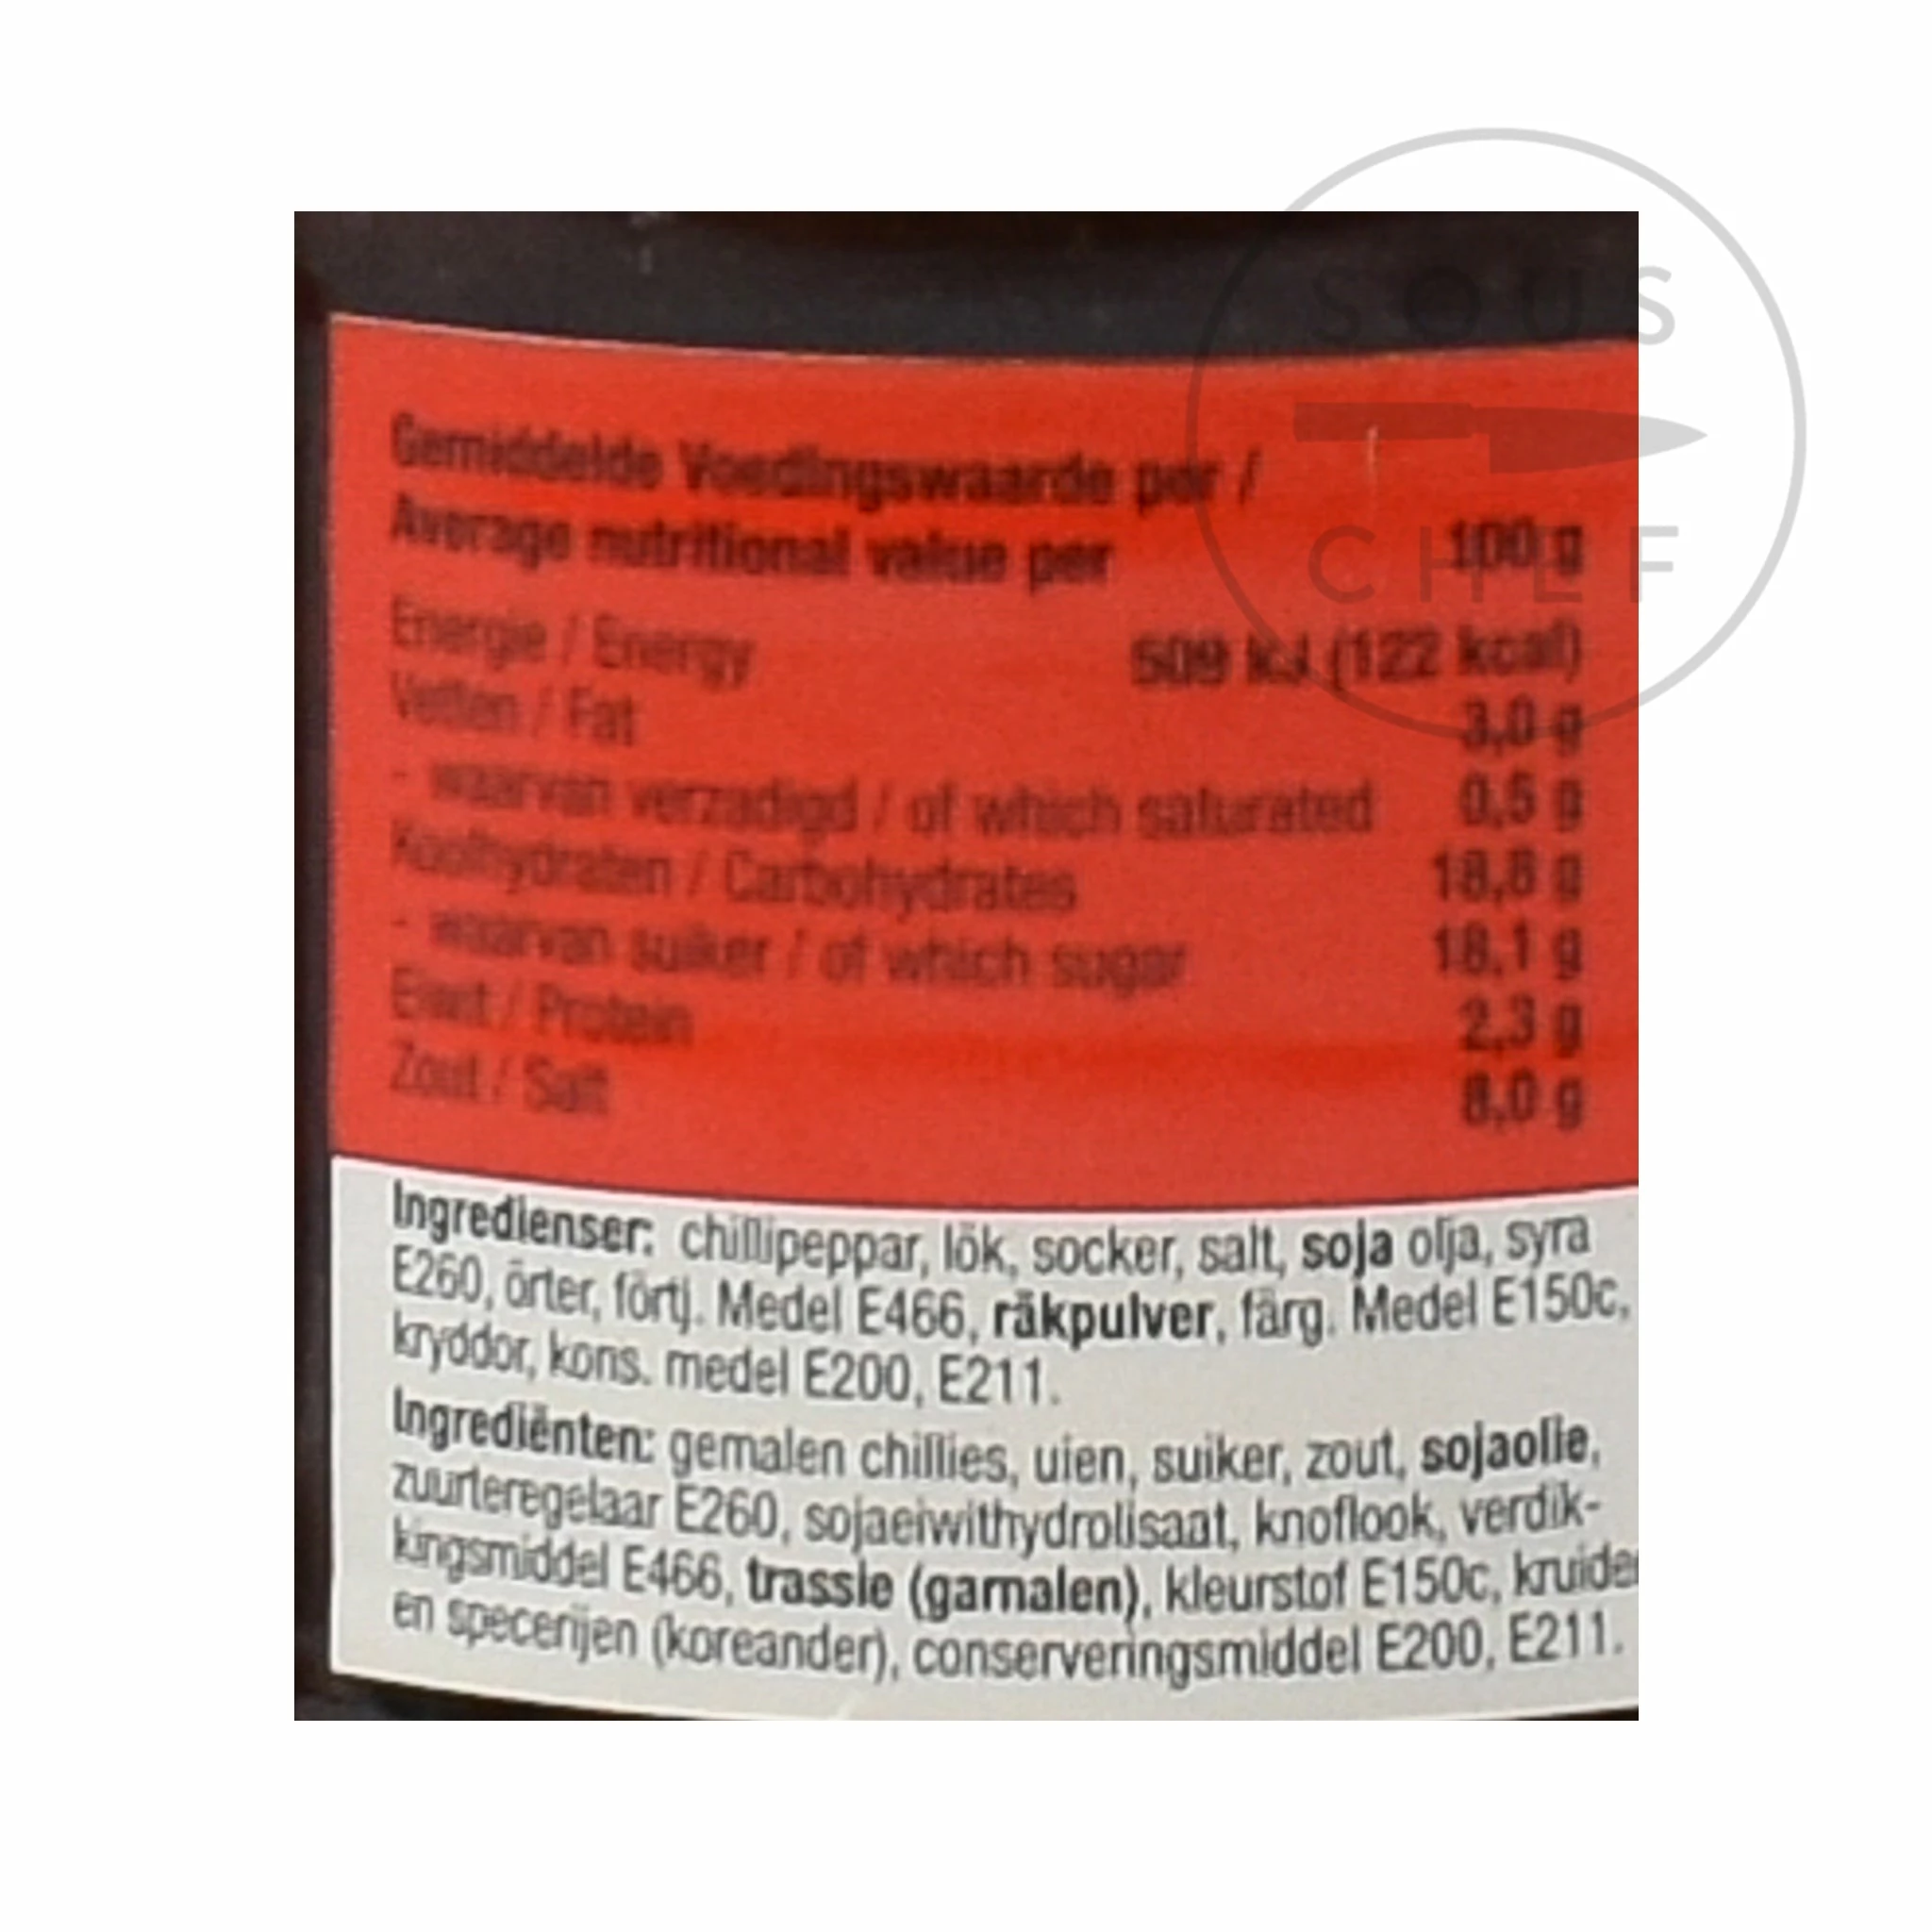 SOUS
CHEF
Gemiddelde Voedingswaarde per /
Average nutritional value per 100 g
Energie / Energy 509 kJ (122 kcal)
Vetten / Fat 3,0 g
- waarvan verzadigd / of which saturated 0,5 g
Koolhydraten / Carbohydrates 18,8 g
- waarvan suiker / of which sugar 18,1 g
Eiwit / Protein 2,3 g
Zout / Salt 8,0 g
Ingredienser: chillipeppar, lök, socker, salt, soja olja, syra
E260, örter, förtj. Medel E466, räkpulver, färg. Medel E150c,
kryddor, kons. medel E200, E211.
Ingrediënten: gemalen chillies, uien, suiker, zout, sojaolie,
zuurteregelaar E260, sojaeiwithydrolisaat, knoflook, verdik-
kingsmiddel E466, trassie (garnalen), kleurstof E150c,
en specerijen (koreander), conserveringsmiddel E200, E211.